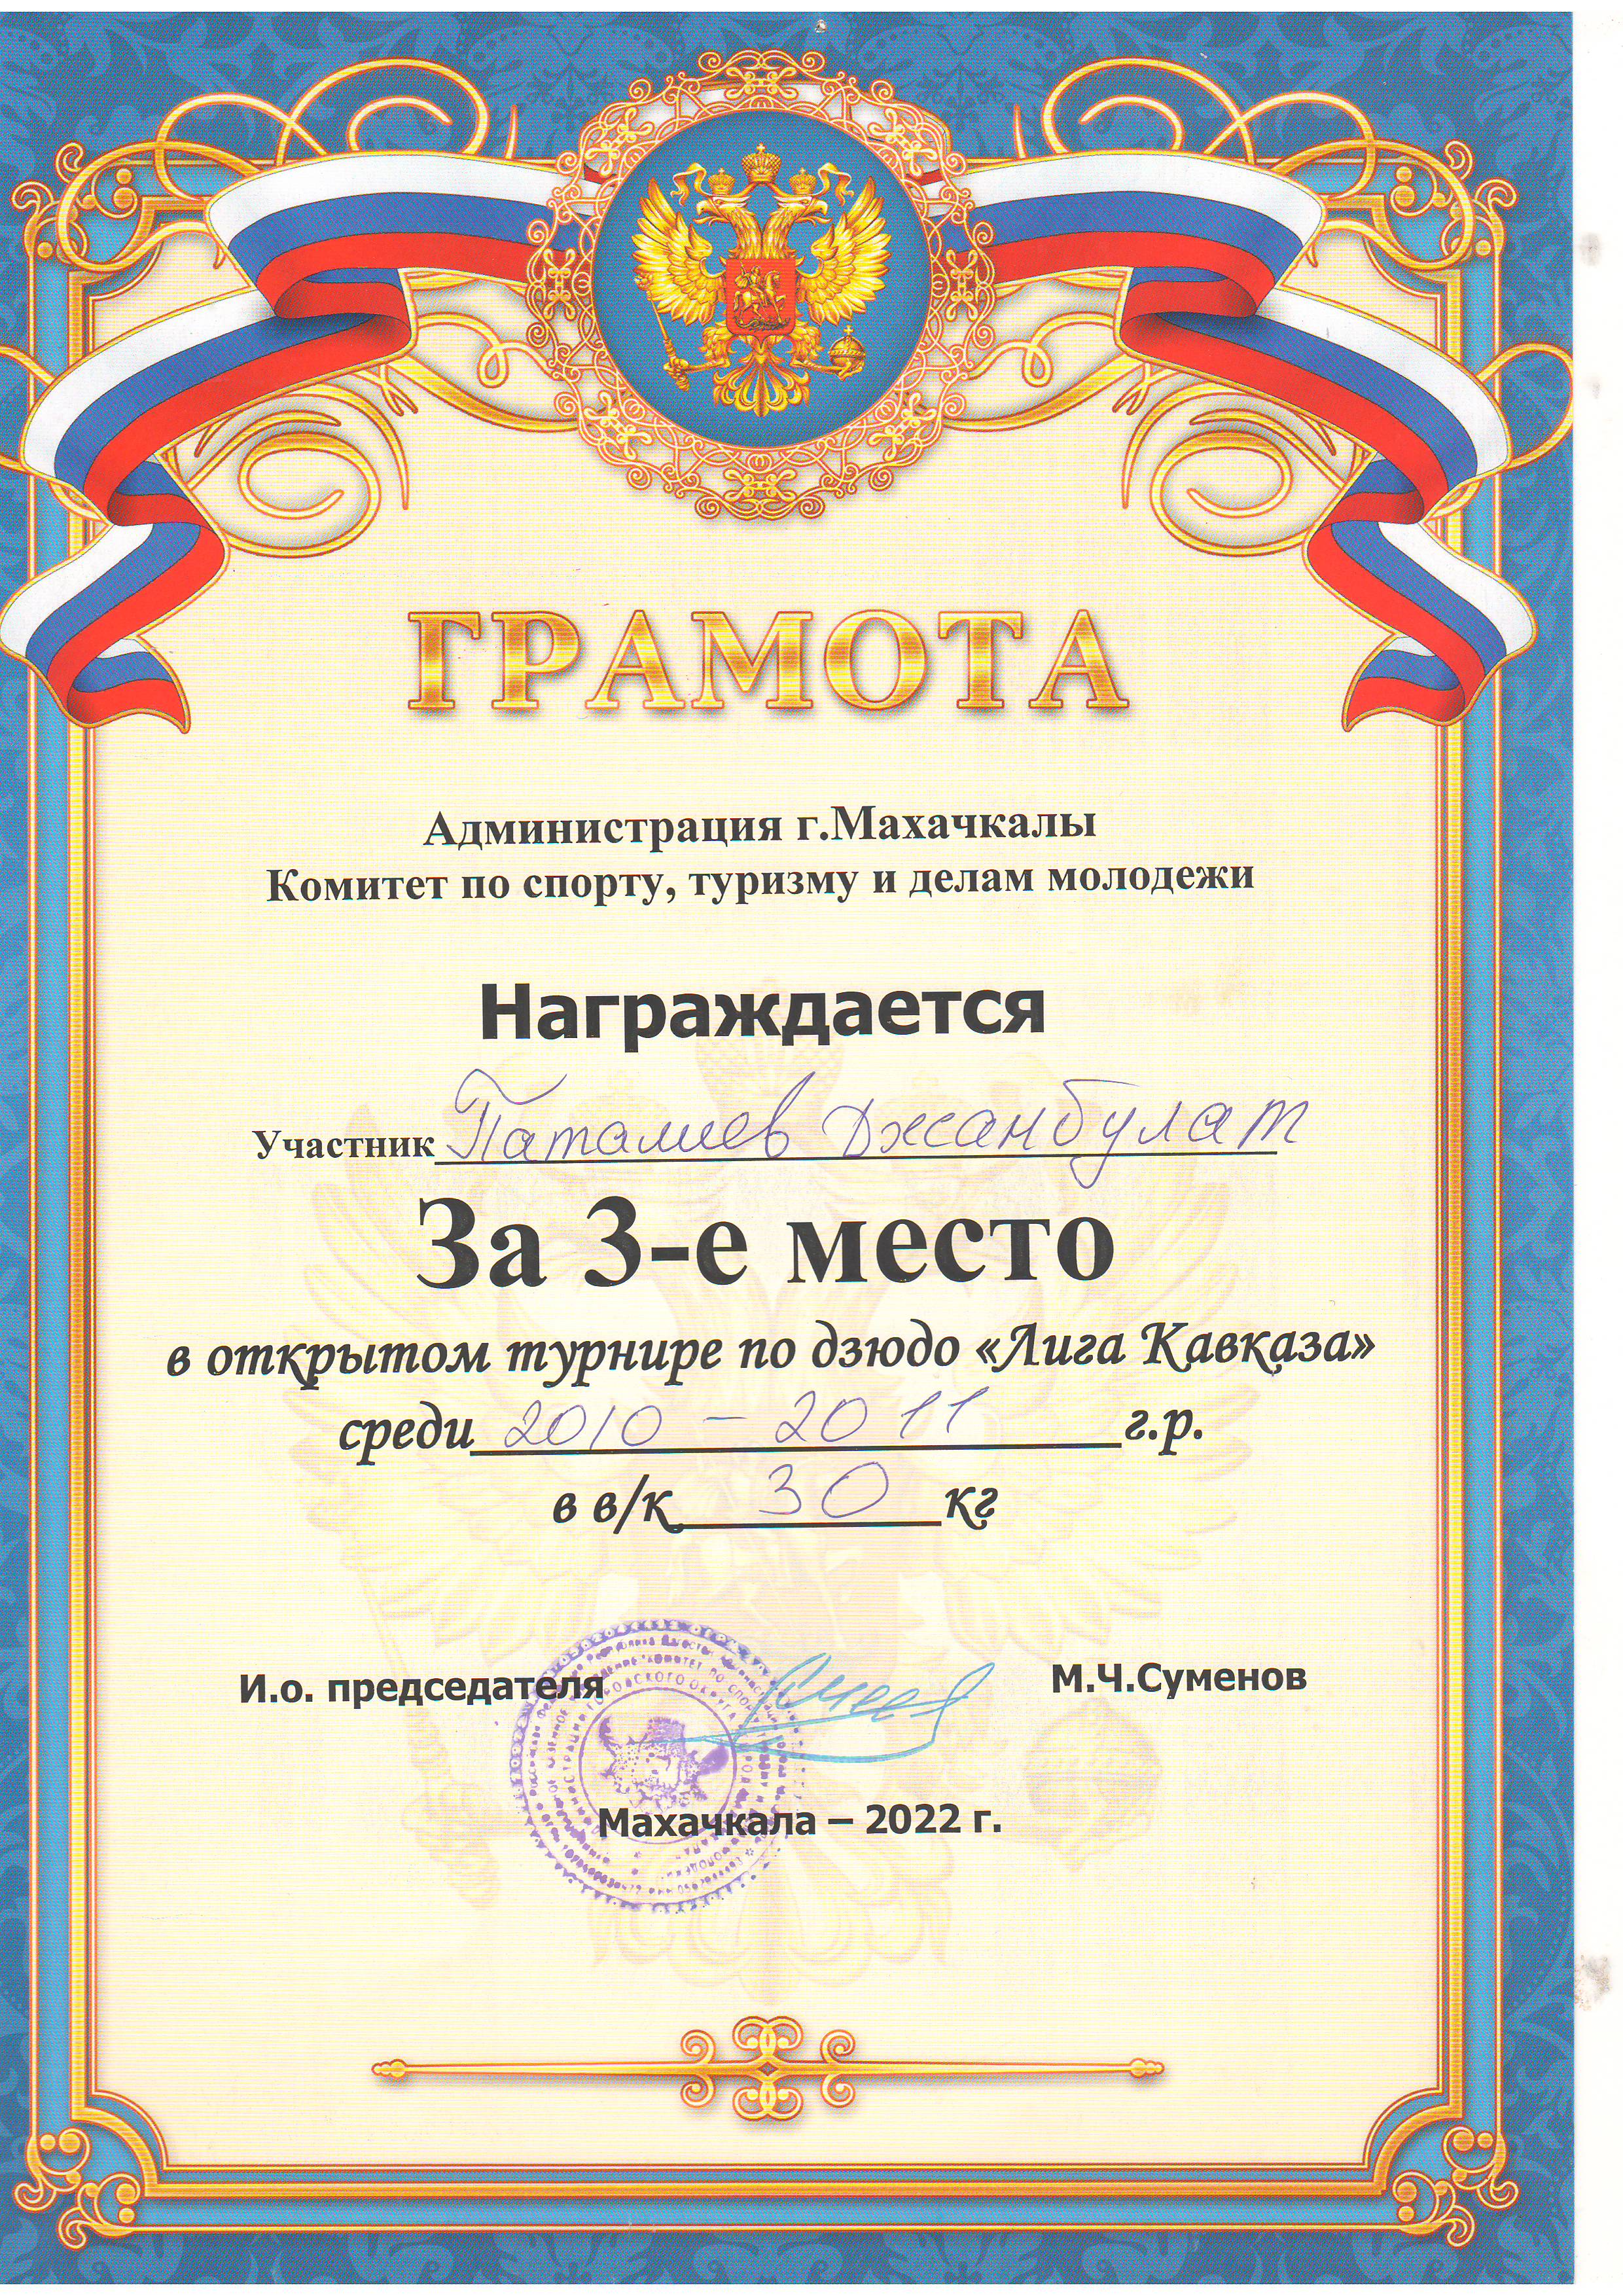 ГРАМОТА
Администрация г.Махачкалы
Комитет по спорту, туризму и делам молодежи
Награждается
Участник Паталиев Джанбулат
За 3-е место
в открытом турнире по дзюдо «Лига Кавказа»
среди 2010 – 2011 г.р.
в в/к 30 кг
И.о. председателя М.Ч.Суменов
Махачкала – 2022 г.